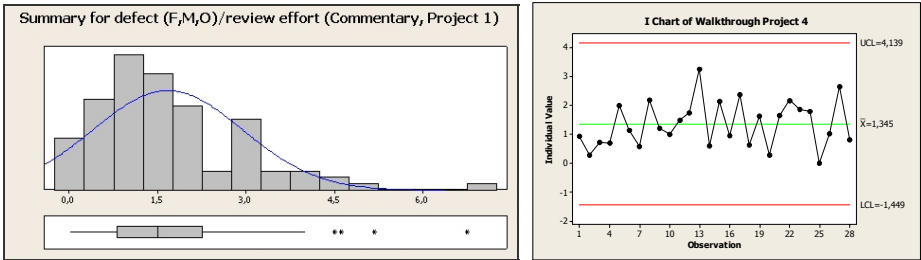 Summary for defect (F,M,O)/review effort (Commentary, Project 1)
0,0 1,5 3,0 4,5 6,0
I Chart of Walkthrough Project 4
Individual Value
4
3
2
1
0
-1
-2
UCL=4,139
X̅=1,345
LCL=-1,449
1 4 7 10 13 16 19 22 25 28
Observation